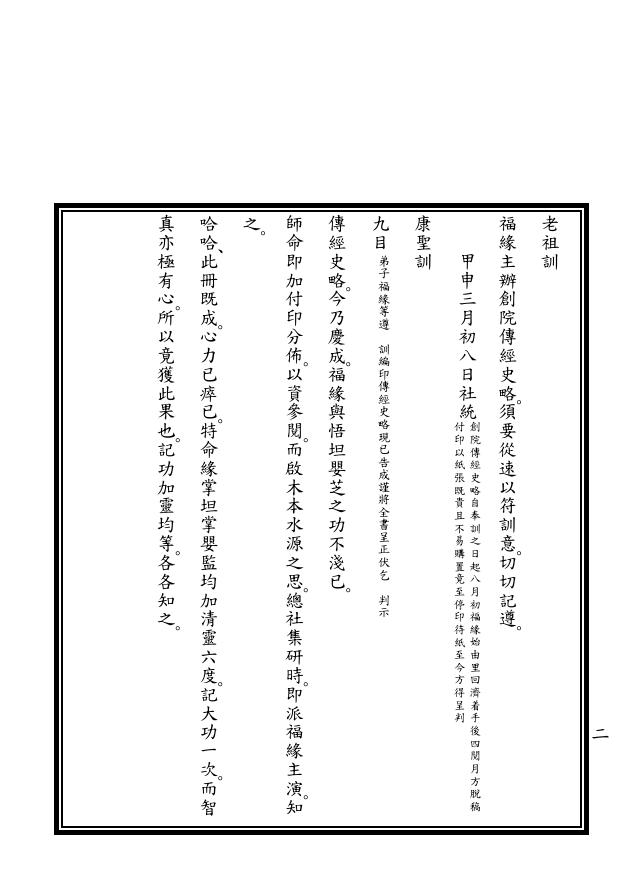 老祖訓
福緣主辦創院傳經史略。須要從速以符訓意。切切記遵。
甲申三月初八日社統創院傳經史略自奉訓之日起八月初福緣始由里回濟着手後四閱月方脫稿
付印以紙張既貴且不易購置竟至停印待紙至今方得呈判
康聖訓
九目弟子福緣等遵 訓編印傳經史略現已告成謹將全書呈正伏乞 判示
傳經史略。今乃慶成。福緣與悟坦嬰芝之功不淺已。
師命即加付印分佈。以資參閱。而啟木本水源之思。總社集研時。即派福緣主演。知
之。
哈哈、此冊既成。心力已瘁已。特命緣掌坦掌嬰監均加清靈六度。記大功一次。而智
真亦極有心。所以竟獲此果也。記功加靈均等。各各知之。
二